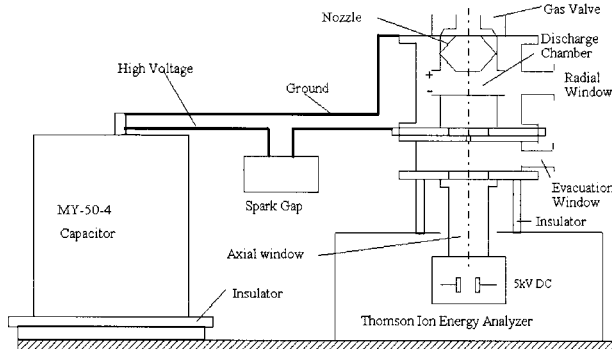 Gas Valve
Nozzle
Discharge
Chamber
High Voltage
+
-
Radial
Window
Ground
Spark Gap
Evacuation
Window
MY-50-4
Capacitor
Insulator
Axial window
5kV DC
Insulator
Thomson Ion Energy Analyzer